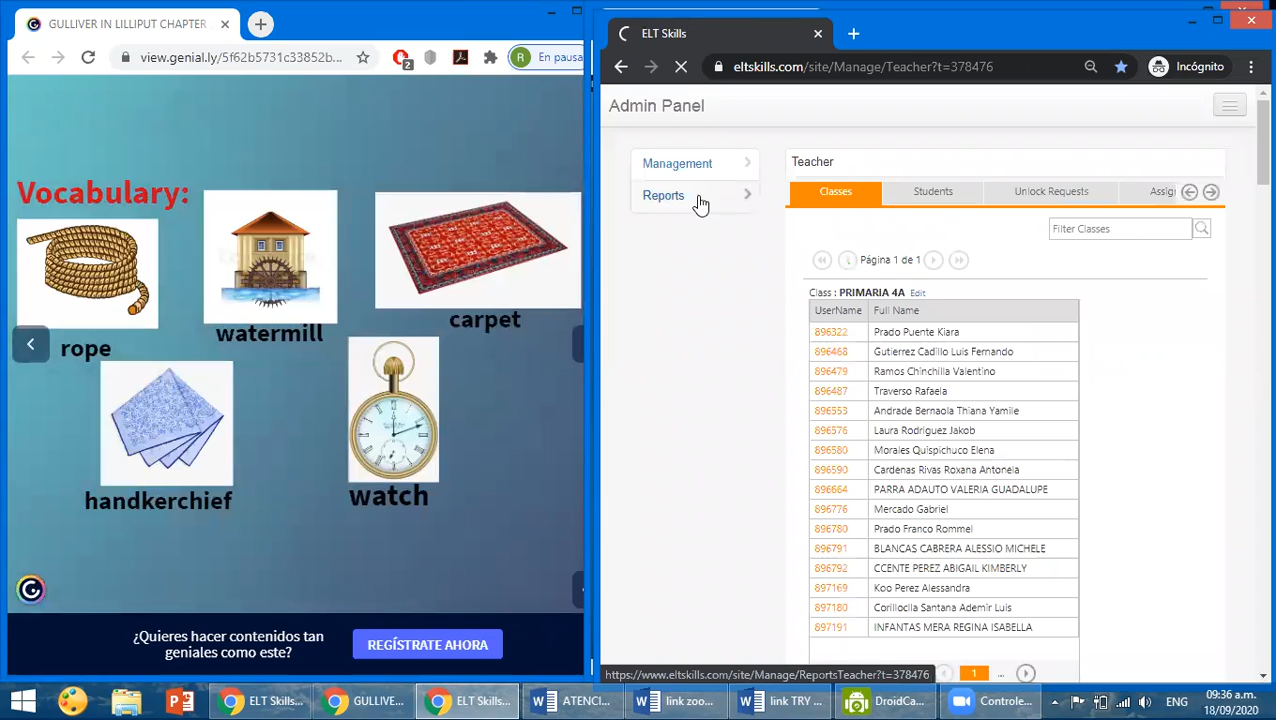 GULLIVER IN LILLIPUT CHAPTER
view.genial.ly/5f62b5731c33852b...
2
R En pausa
Vocabulary:
rope
watermill
carpet
handkerchief
watch
¿Quieres hacer contenidos tan
geniales como este?
REGÍSTRATE AHORA
ELT Skills
eltskills.com/site/Manage/Teacher?t=378476
Incógnito
Admin Panel
Management
Reports
Teacher
Classes Students Unlock Requests Assig
Filter Classes
Página 1 de 1
Class : PRIMARIA 4A Edit
UserName Full Name
896322 Prado Puente Kiara
896468 Gutierrez Cadillo Luis Fernando
896479 Ramos Chinchilla Valentino
896487 Traverso Rafaela
896553 Andrade Bernaola Thiana Yamile
896576 Laura Rodriguez Jakob
896580 Morales Quispichuco Elena
896590 Cardenas Rivas Roxana Antonela
896664 PARRA ADAUTO VALERIA GUADALUPE
896776 Mercado Gabriel
896780 Prado Franco Rommel
896791 BLANCAS CABRERA ALESSIO MICHELE
896792 CCENTE PEREZ ABIGAIL KIMBERLY
897169 Koo Perez Alessandra
897180 Corilloclla Santana Ademir Luis
897191 INFANTAS MERA REGINA ISABELLA
1 ...
https://www.eltskills.com/site/Manage/ReportsTeacher?t=378476
ELT Skills...
GULLIVE...
ELT Skills...
ATENCI...
link zoo...
link TRY ...
DroidCa...
Controle...
ENG
09:36 a.m.
18/09/2020